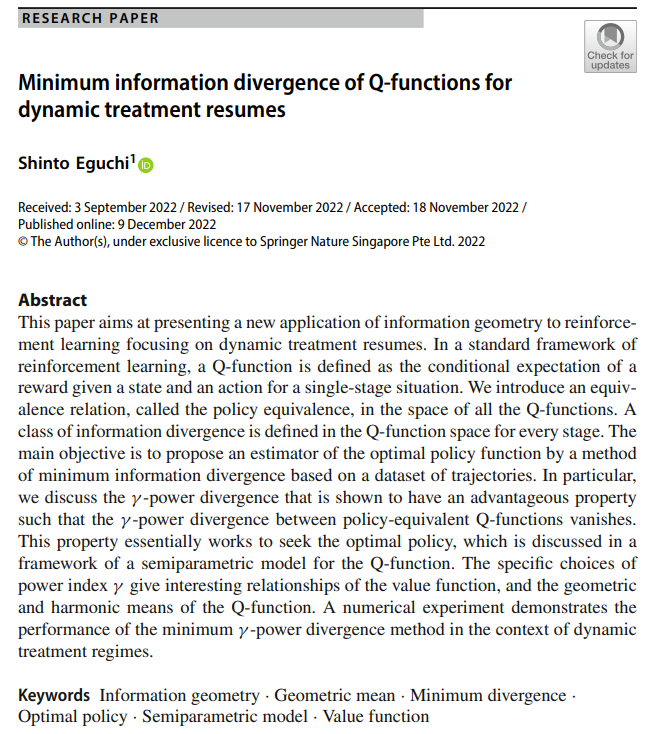 RESEARCH PAPER
Check for
updates
Minimum information divergence of Q-functions for
dynamic treatment resumes
Shinto Eguchi¹ iD
Received: 3 September 2022 / Revised: 17 November 2022 / Accepted: 18 November 2022 /
Published online: 9 December 2022
© The Author(s), under exclusive licence to Springer Nature Singapore Pte Ltd. 2022
Abstract
This paper aims at presenting a new application of information geometry to reinforce-
ment learning focusing on dynamic treatment resumes. In a standard framework of
reinforcement learning, a Q-function is defined as the conditional expectation of a
reward given a state and an action for a single-stage situation. We introduce an equiv-
alence relation, called the policy equivalence, in the space of all the Q-functions. A
class of information divergence is defined in the Q-function space for every stage. The
main objective is to propose an estimator of the optimal policy function by a method
of minimum information divergence based on a dataset of trajectories. In particular,
we discuss the γ-power divergence that is shown to have an advantageous property
such that the γ-power divergence between policy-equivalent Q-functions vanishes.
This property essentially works to seek the optimal policy, which is discussed in a
framework of a semiparametric model for the Q-function. The specific choices of
power index γ give interesting relationships of the value function, and the geometric
and harmonic means of the Q-function. A numerical experiment demonstrates the
performance of the minimum γ-power divergence method in the context of dynamic
treatment regimes.
Keywords Information geometry · Geometric mean · Minimum divergence ·
Optimal policy · Semiparametric model · Value function